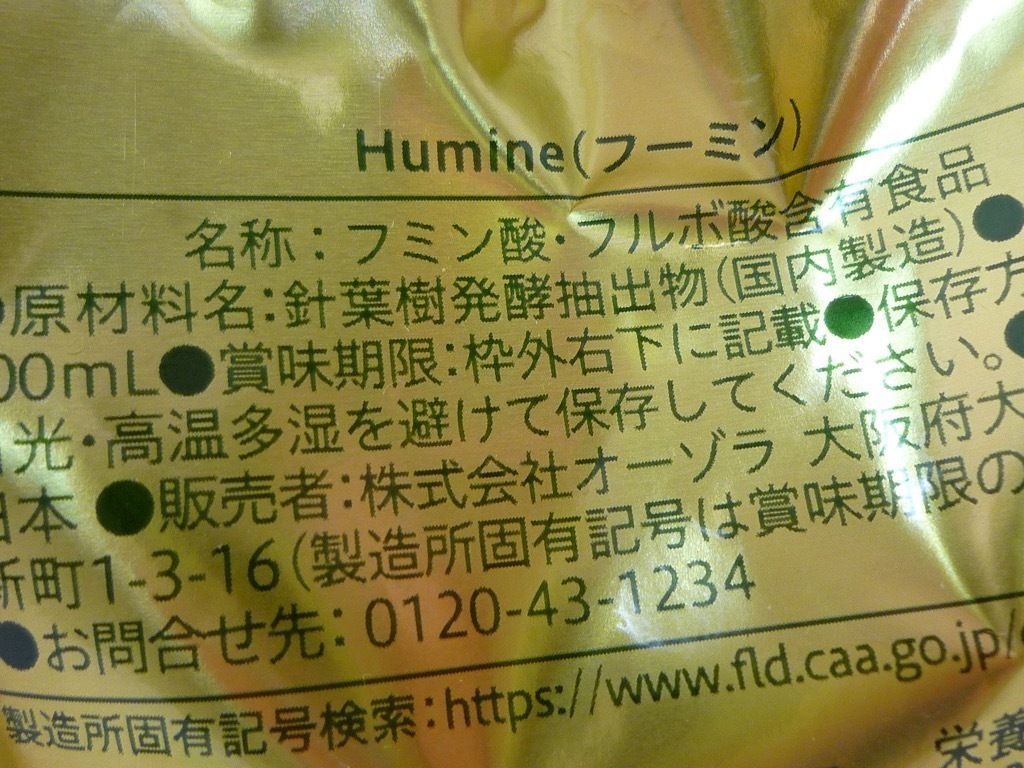 Humine(フーミン)
名称：フミン酸・フルボ酸含有食品
●原材料名：針葉樹発酵抽出物(国内製造)●
00mL●賞味期限：枠外右下に記載●保存方
光・高温多湿を避けて保存してください。●
日本 ●販売者：株式会社オーゾラ 大阪府大
新町1-3-16(製造所固有記号は賞味期限の
●お問合せ先：0120-43-1234
製造所固有記号検索：https://www.fld.caa.go.jp/
栄養